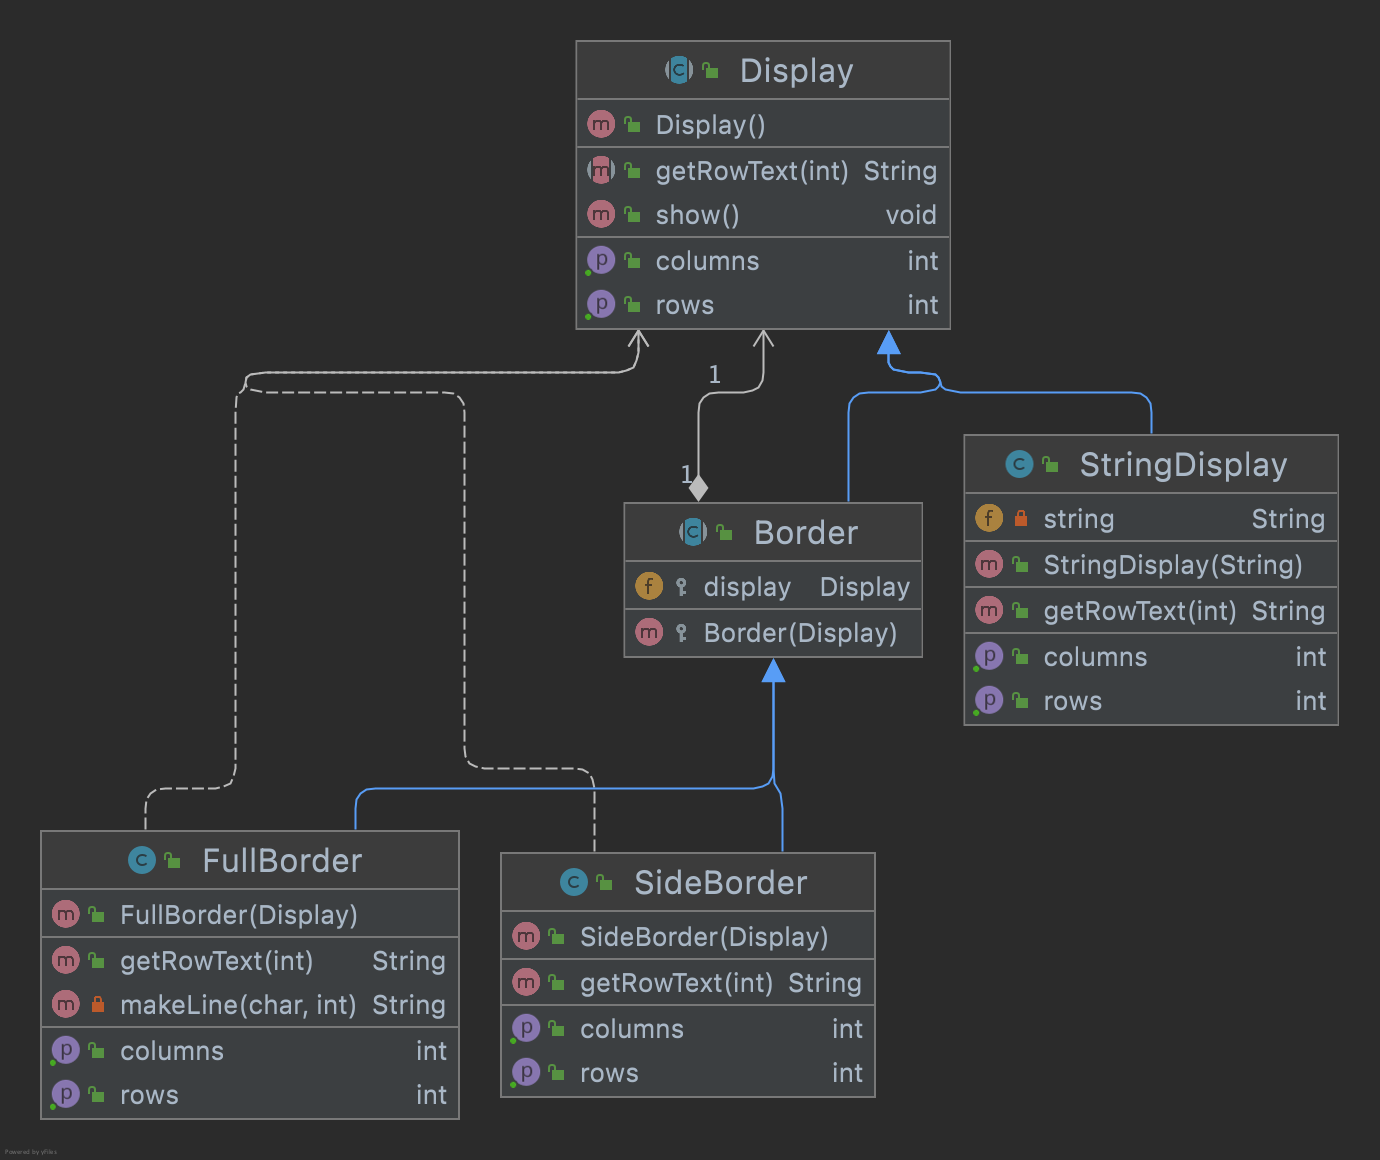 Display
Display()
getRowText(int) String
show() void
columns int
rows int
1
1
Border
display Display
Border(Display)
StringDisplay
string String
StringDisplay(String)
getRowText(int) String
columns int
rows int
FullBorder
FullBorder(Display)
getRowText(int) String
makeLine(char, int) String
columns int
rows int
SideBorder
SideBorder(Display)
getRowText(int) String
columns int
rows int
Powered by yFiles